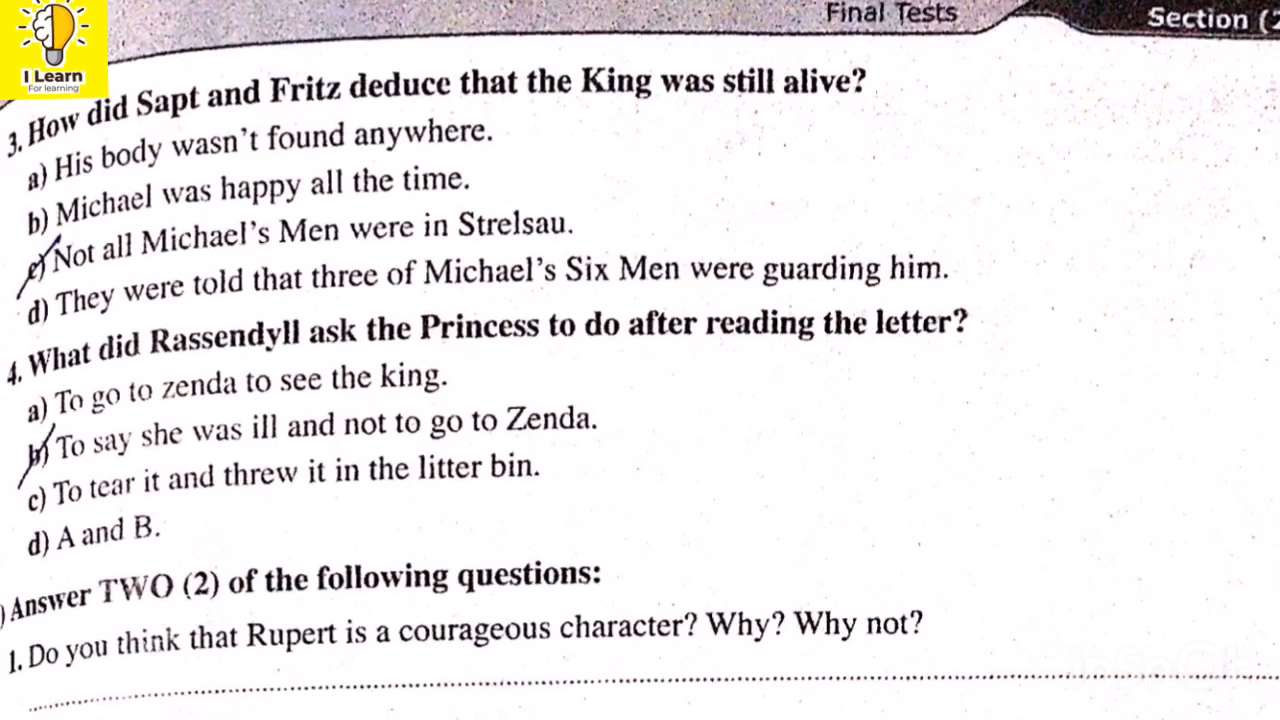 Final Tests
Section (2
I Learn
For learning
3. How did Sapt and Fritz deduce that the King was still alive?
a) His body wasn't found anywhere.
b) Michael was happy all the time.
c) Not all Michael's Men were in Strelsau.
d) They were told that three of Michael's Six Men were guarding him.
4. What did Rassendyll ask the Princess to do after reading the letter?
a) To go to zenda to see the king.
b) To say she was ill and not to go to Zenda.
c) To tear it and threw it in the litter bin.
d) A and B.
) Answer TWO (2) of the following questions:
1. Do you think that Rupert is a courageous character? Why? Why not?